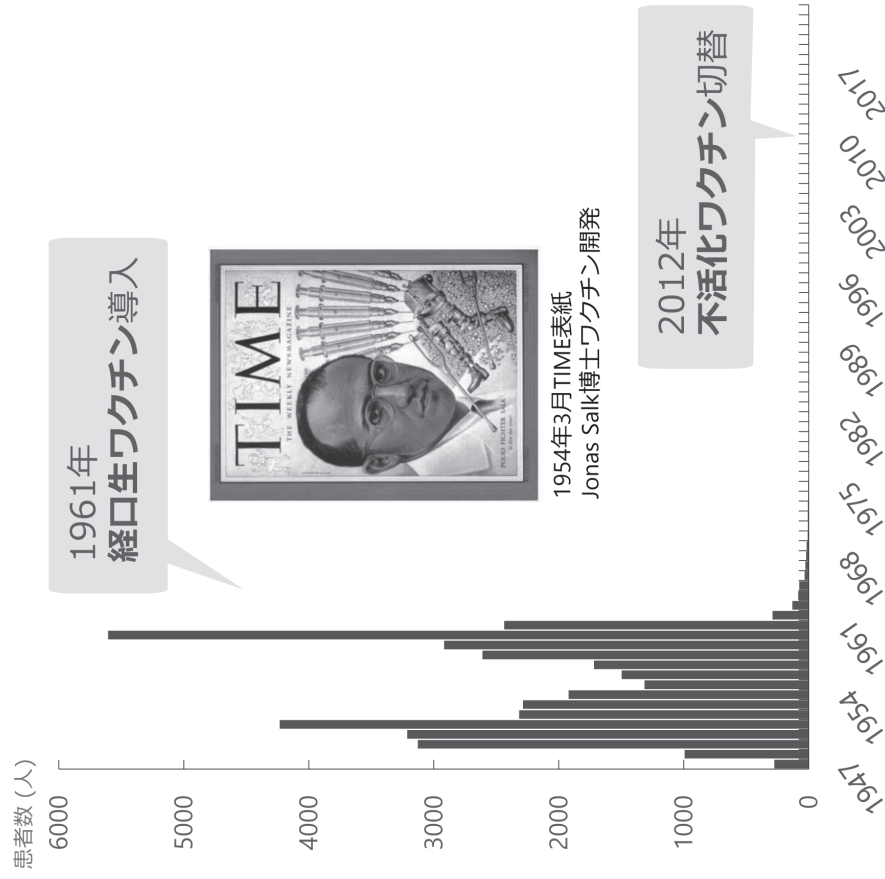 患者数 (人)
6000
5000
4000
3000
2000
1000
0
1961年
経口生ワクチン導入
TIME
THE WEEKLY NEWSMAGAZINE
POLIO FIGHTER SALK
1954年3月TIME表紙
Jonas Salk博士ワクチン開発
2012年
不活化ワクチン切替
1947
1954
1961
1968
1975
1982
1989
1996
2003
2010
2017